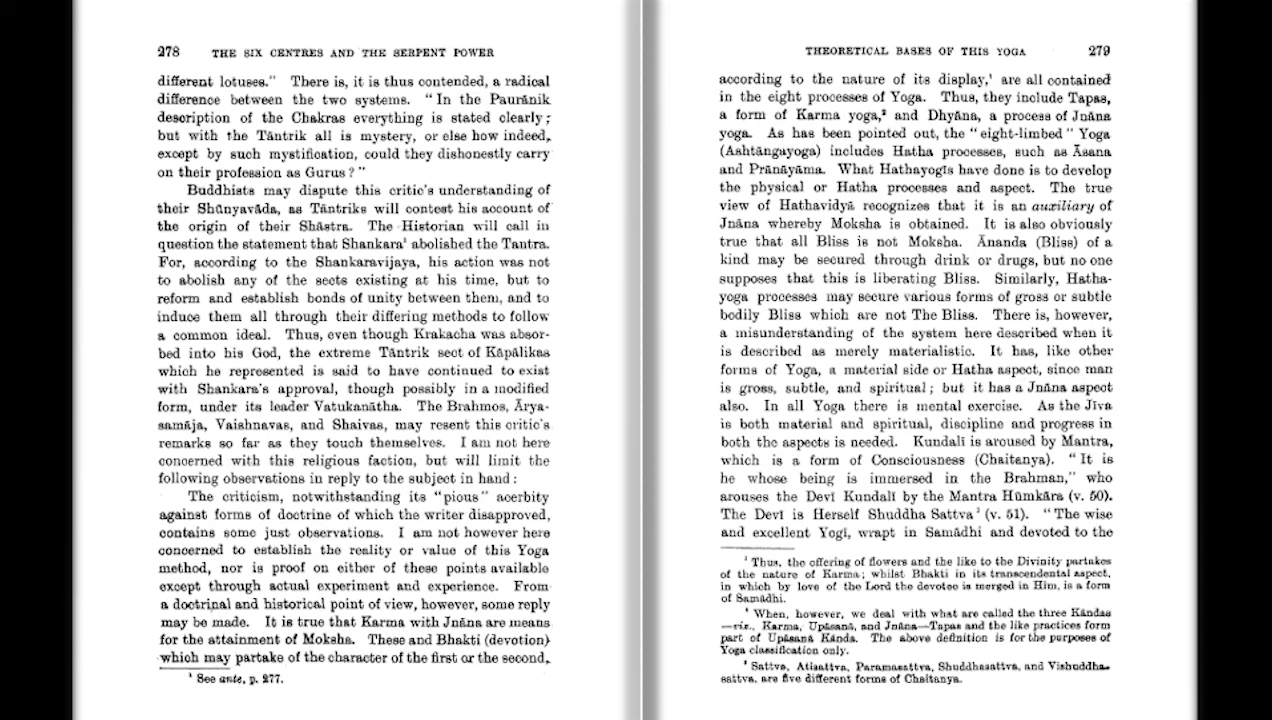 278 THE SIX CENTRES AND THE SERPENT POWER
different lotuses." There is, it is thus contended, a radical
difference between the two systems. "In the Paurānik
description of the Chakras everything is stated clearly;
but with the Tāntrik all is mystery, or else how indeed,
except by such mystification, could they dishonestly carry
on their profession as Gurus?"
Buddhists may dispute this critic's understanding of
their Shūnyavāda, as Tāntriks will contest his account of
the origin of their Shāstra. The Historian will call in
question the statement that Shankara¹ abolished the Tantra.
For, according to the Shankaravijaya, his action was not
to abolish any of the sects existing at his time, but to
reform and establish bonds of unity between them, and to
induce them all through their differing methods to follow
a common ideal. Thus, even though Krakacha was absor-
bed into his God, the extreme Tāntrik sect of Kāpālikas
which he represented is said to have continued to exist
with Shankara's approval, though possibly in a modified
form, under its leader Vatukanātha. The Brahmos, Ārya-
samāja, Vaishnavas, and Shaivas, may resent this critic's
remarks so far as they touch themselves. I am not here
concerned with this religious faction, but will limit the
following observations in reply to the subject in hand:
The criticism, notwithstanding its "pious" acerbity
against forms of doctrine of which the writer disapproved,
contains some just observations. I am not however here
concerned to establish the reality or value of this Yoga
method, nor is proof on either of these points available
except through actual experiment and experience. From
a doctrinal and historical point of view, however, some reply
may be made. It is true that Karma with Jnāna are means
for the attainment of Moksha. These and Bhakti (devotion)
which may partake of the character of the first or the second,
¹ See ante, p. 277.
THEORETICAL BASES OF THIS YOGA 279
according to the nature of its display,¹ are all contained
in the eight processes of Yoga. Thus, they include Tapas,
a form of Karma yoga,² and Dhyāna, a process of Jnāna
yoga. As has been pointed out, the "eight-limbed" Yoga
(Ashtāngayoga) includes Hatha processes, such as Āsana
and Prānāyāma. What Hathayogīs have done is to develop
the physical or Hatha processes and aspect. The true
view of Hathavidyā recognizes that it is an auxiliary of
Jnāna whereby Moksha is obtained. It is also obviously
true that all Bliss is not Moksha. Ānanda (Bliss) of a
kind may be secured through drink or drugs, but no one
supposes that this is liberating Bliss. Similarly, Hatha-
yoga processes may secure various forms of gross or subtle
bodily Bliss which are not The Bliss. There is, however,
a misunderstanding of the system here described when it
is described as merely materialistic. It has, like other
forms of Yoga, a material side or Hatha aspect, since man
is gross, subtle, and spiritual; but it has a Jnāna aspect
also. In all Yoga there is mental exercise. As the Jīva
is both material and spiritual, discipline and progress in
both the aspects is needed. Kundalī is aroused by Mantra,
which is a form of Consciousness (Chaitanya). "It is
he whose being is immersed in the Brahman," who
arouses the Devī Kundalī by the Mantra Hūmkāra (v. 50).
The Devī is Herself Shuddha Sattva³ (v. 51). "The wise
and excellent Yogī, wrapt in Samādhi and devoted to the
¹ Thus, the offering of flowers and the like to the Divinity partakes
of the nature of Karma; whilst Bhakti in its transcendental aspect,
in which by love of the Lord the devotee is merged in Him, is a form
of Samādhi.
² When, however, we deal with what are called the three Kāndas
—viz., Karma, Upāsanā, and Jnāna—Tapas and the like practices form
part of Upāsanā Kānda. The above definition is for the purposes of
Yoga classification only.
³ Sattva, Atisattva, Paramasattva, Shuddhasattva, and Vishuddha-
sattva, are five different forms of Chaitanya.